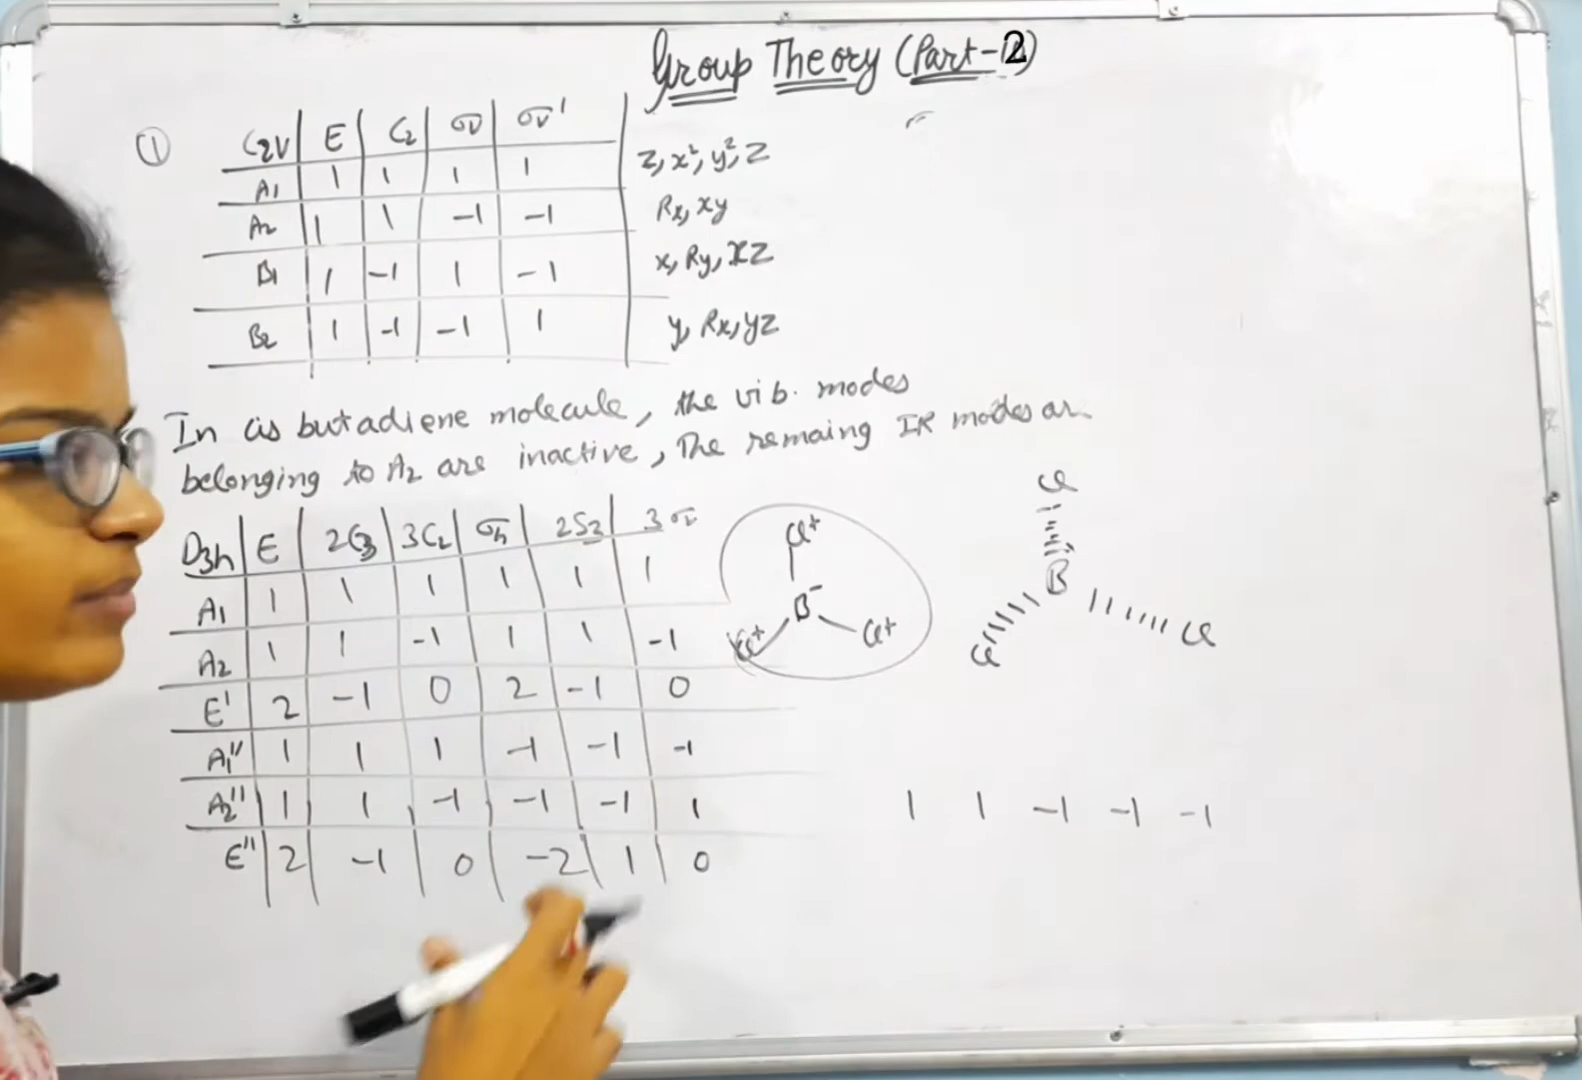 Group Theory (Part-2)
① C2V E C2 σv σv'
A1 1 1 1 1 Z, x², y², Z
A2 1 1 -1 -1 Rx, xy
B1 1 -1 1 -1 x, Ry, xz
B2 1 -1 -1 1 y, Rx, yz
In cis butadiene molecule, the vib. modes
belonging to A2 are inactive, The remaing IR modes ar
D3h E 2C3 3C2 σh 2S3 3σ
A1 1 1 1 1 1 1
A2 1 1 -1 1 1 -1
E' 2 -1 0 2 -1 0
A1'' 1 1 1 -1 -1 -1
A2'' 1 1 -1 -1 -1 1
E'' 2 -1 0 -2 1 0
Cl+
B-
Cl+ Cl+
Cl
B
Cl Cl
1 1 -1 -1 -1